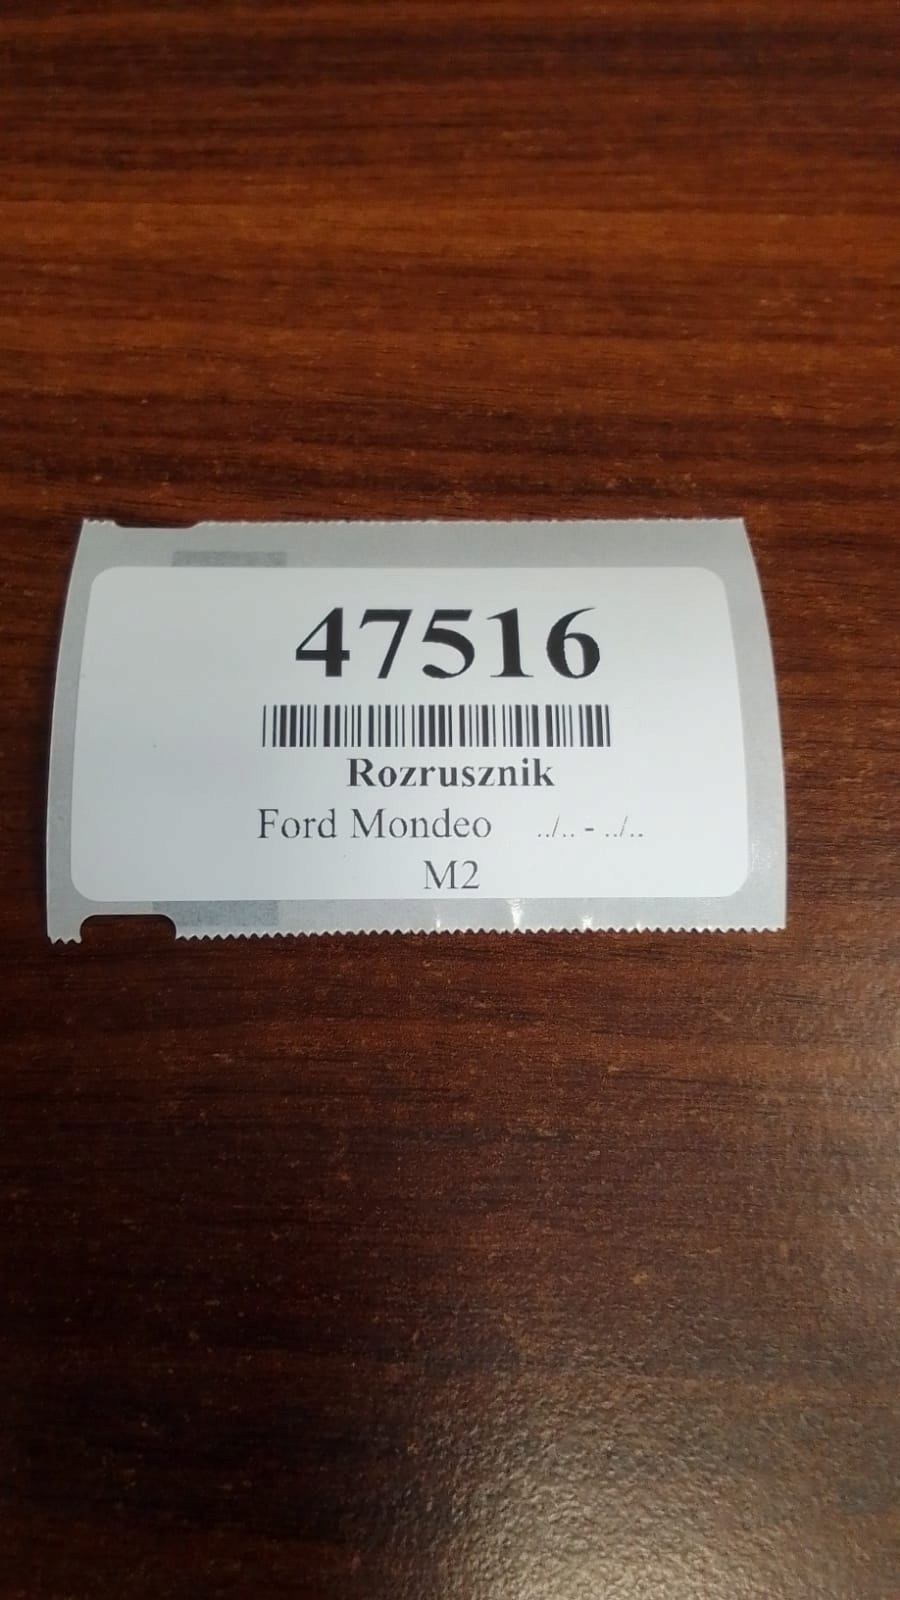 47516
Rozrusznik
Ford Mondeo ../.. - ../..
M2